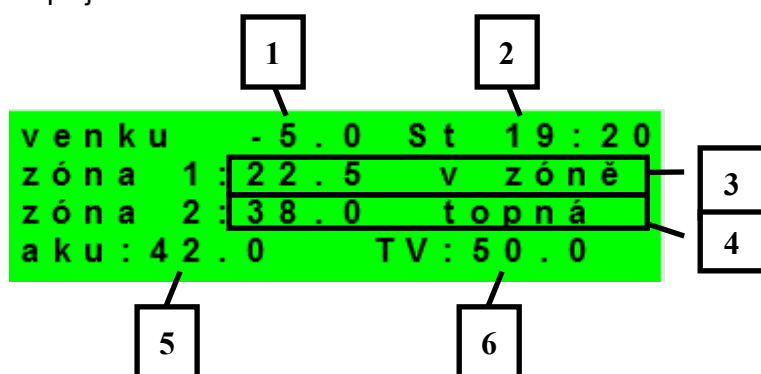 1 2
venku -5.0 St 19:20
zóna 1:22.5 v zóně
3
zóna 2:38.0 topná
4
aku:42.0 TV:50.0
5 6